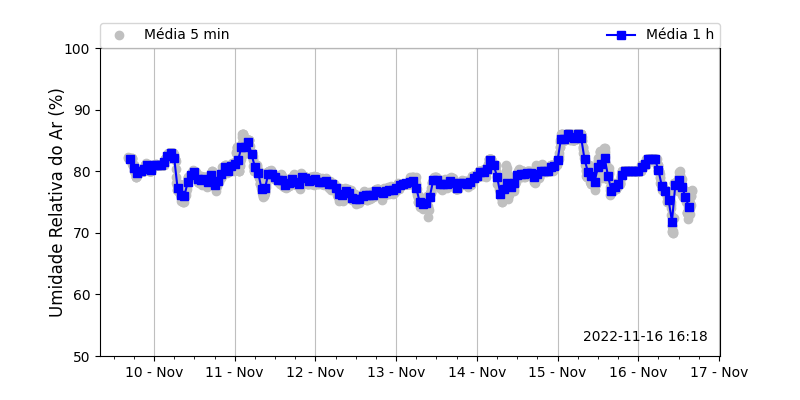 Média 5 min Média 1 h
Umidade Relativa do Ar (%)
100
90
80
70
60
50
2022-11-16 16:18
10 - Nov 11 - Nov 12 - Nov 13 - Nov 14 - Nov 15 - Nov 16 - Nov 17 - Nov